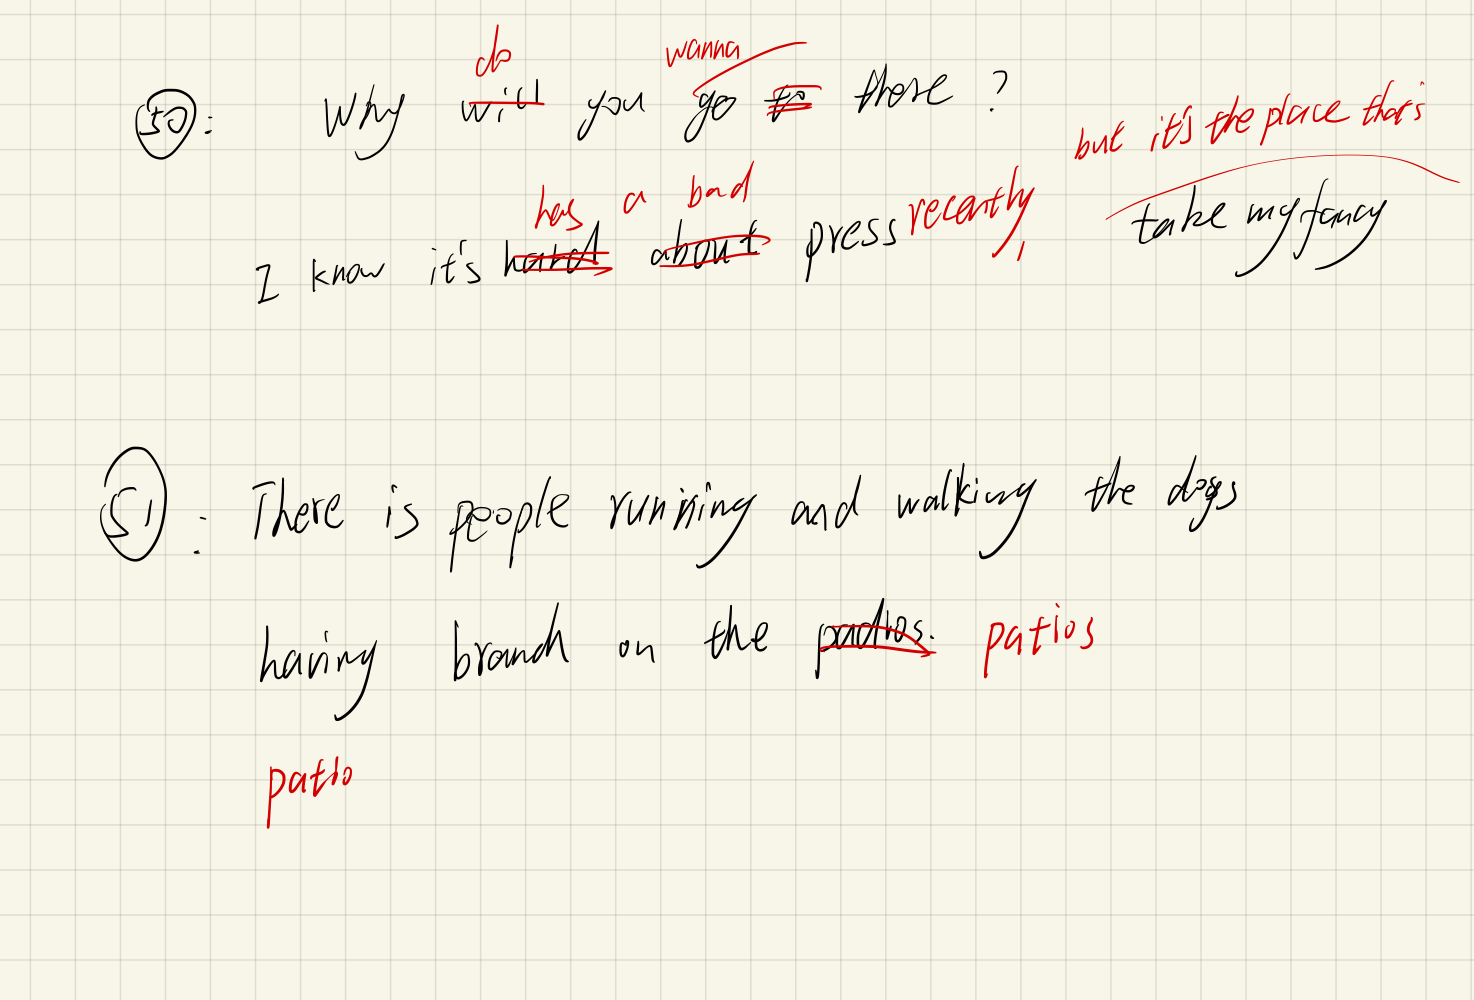 do wanna
50: Why will you go to there?
but it's the place that's
has a bad recently,
I know it's about press take my fancy
51: There is people running and walking the dogs
having branch on the padios. patios
patio